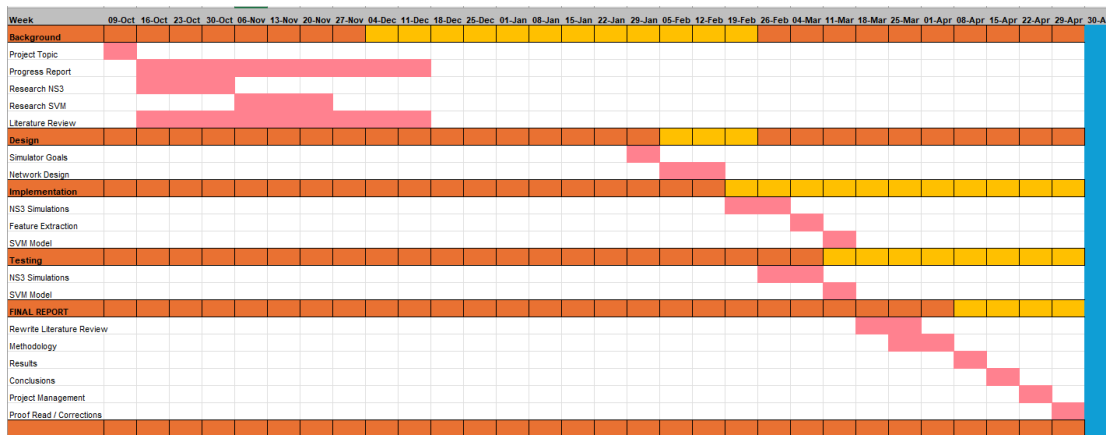 Week 09-Oct 16-Oct 23-Oct 30-Oct 06-Nov 13-Nov 20-Nov 27-Nov 04-Dec 11-Dec 18-Dec 25-Dec 01-Jan 08-Jan 15-Jan 22-Jan 29-Jan 05-Feb 12-Feb 19-Feb 26-Feb 04-Mar 11-Mar 18-Mar 25-Mar 01-Apr 08-Apr 15-Apr 22-Apr 29-Apr 30-A
Background
Project Topic
Progress Report
Research NS3
Research SVM
Literature Review
Design
Simulator Goals
Network Design
Implementation
NS3 Simulations
Feature Extraction
SVM Model
Testing
NS3 Simulations
SVM Model
FINAL REPORT
Rewrite Literature Review
Methodology
Results
Conclusions
Project Management
Proof Read / Corrections